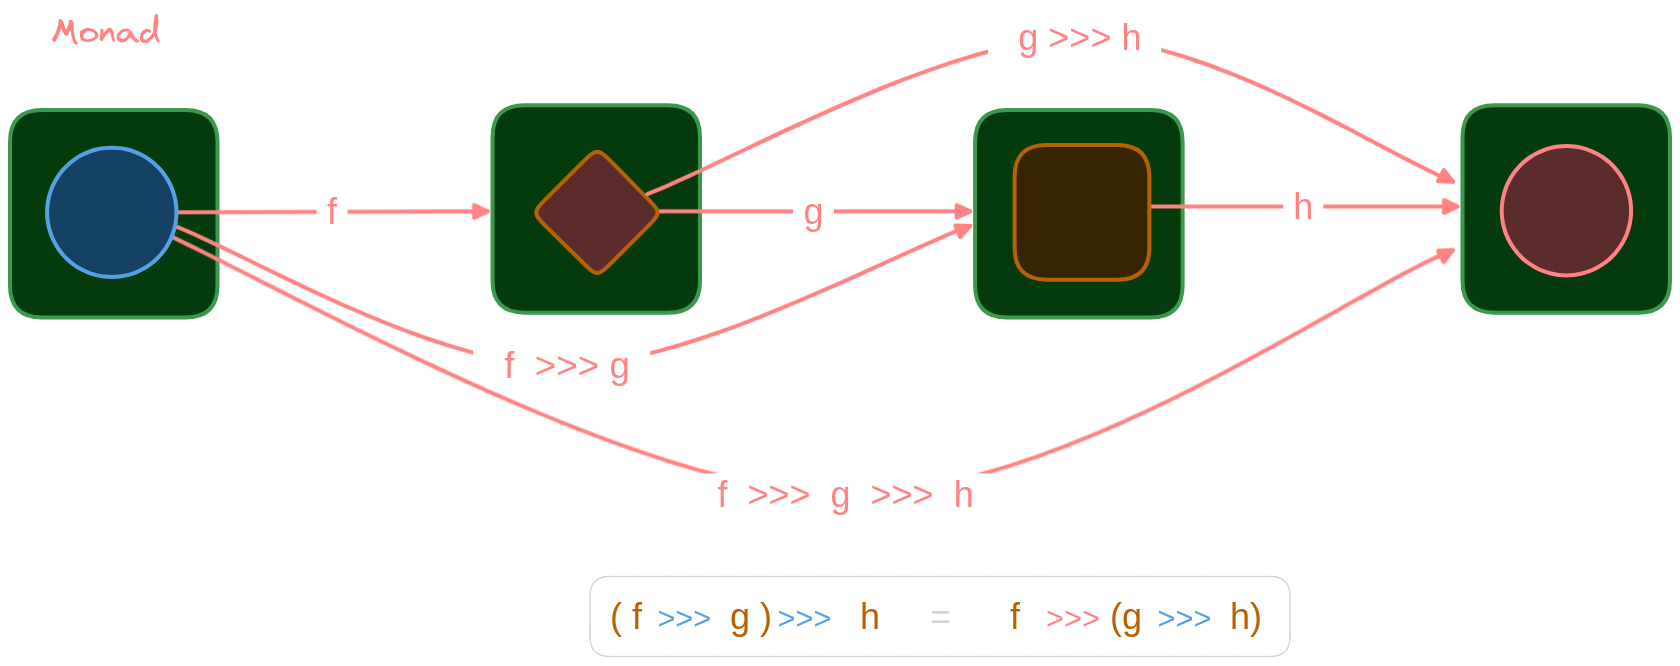 Monad
g >>> h
f
g
h
f >>> g
f >>> g >>> h
( f >>> g ) >>> h = f >>> (g >>> h)